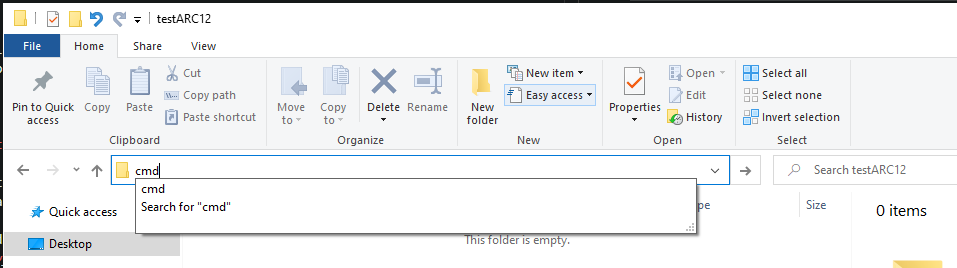 testARC12
File Home Share View
Pin to Quick access
Copy
Paste
Cut
Copy path
Paste shortcut
Clipboard
Move to
Copy to
Delete
Rename
Organize
New folder
New item
Easy access
New
Properties
Open
Edit
History
Open
Select all
Select none
Invert selection
Select
cmd
Search testARC12
cmd
Search for "cmd"
Quick access
Desktop
Size
0 items
This folder is empty.